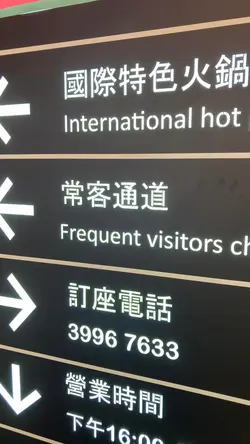 國際特色火鍋
International hot
常客通道
Frequent visitors
訂座電話
3996 7633
營業時間
下午16:00